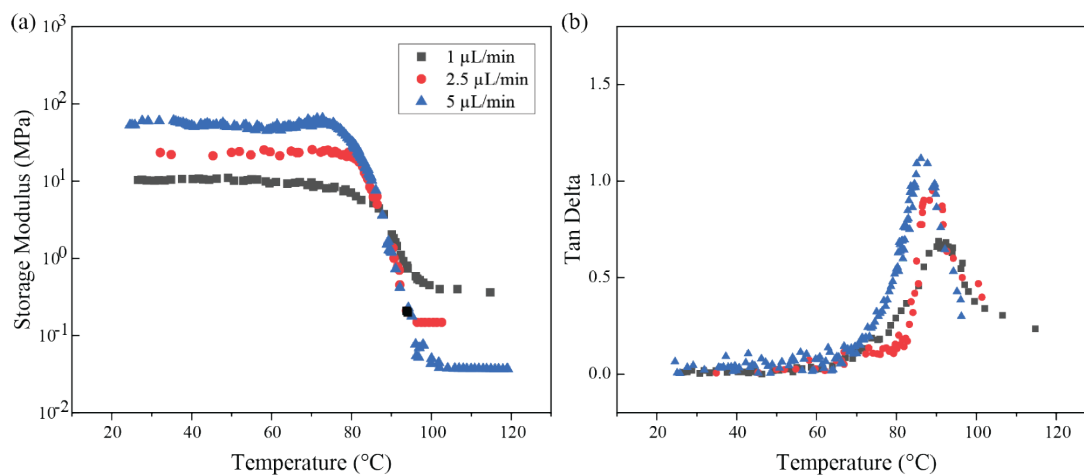 (a)
10³
10²
10¹
10⁰
10⁻¹
10⁻²
Storage Modulus (MPa)
1 µL/min
2.5 µL/min
5 µL/min
20 40 60 80 100 120
Temperature (°C)
(b)
1.5
1.0
0.5
0.0
Tan Delta
20 40 60 80 100 120
Temperature (°C)